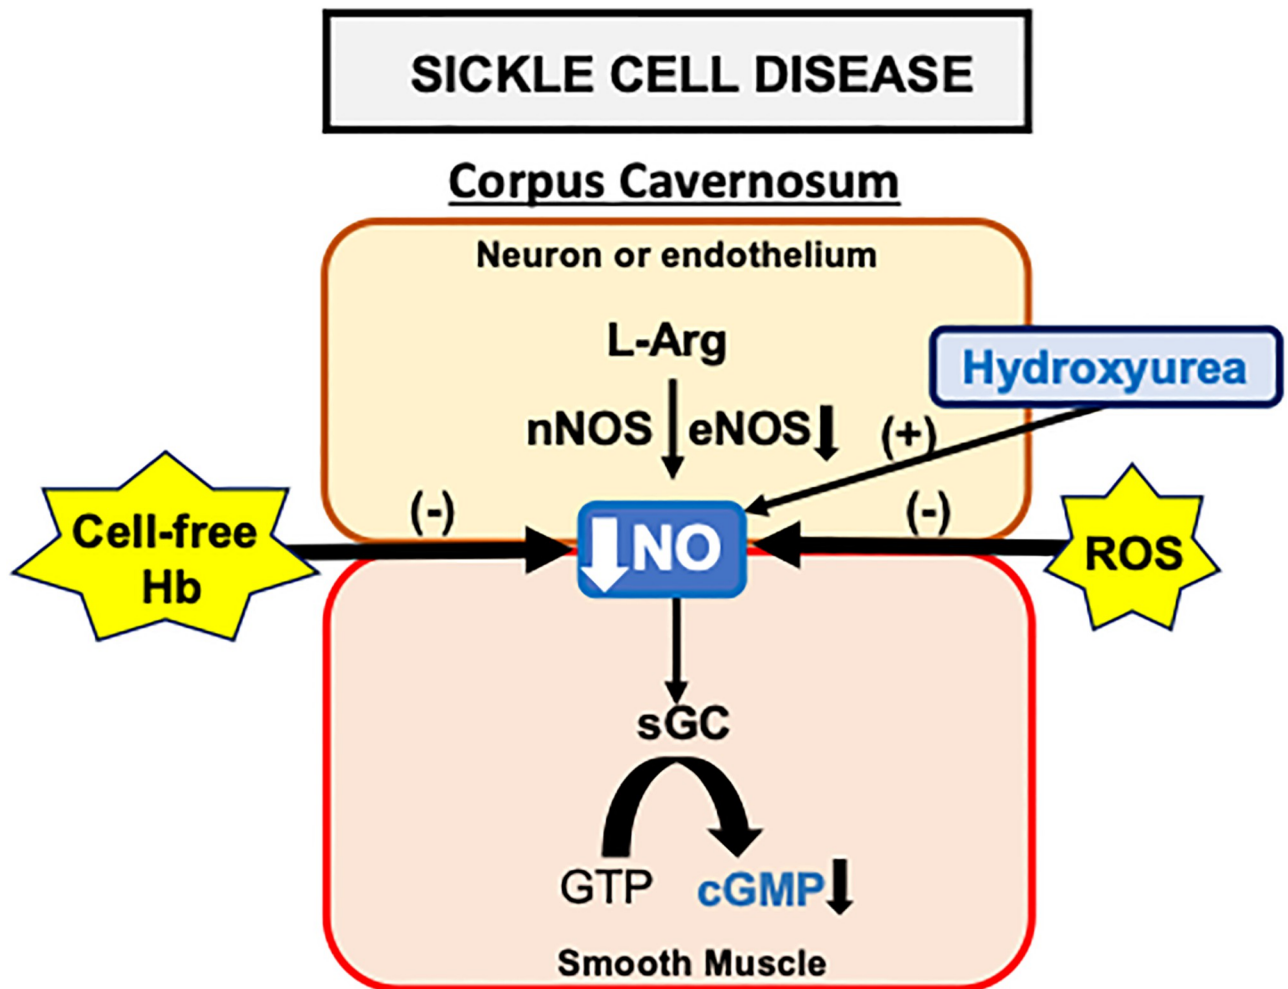 SICKLE CELL DISEASE
Corpus Cavernosum
Neuron or endothelium
L-Arg
Hydroxyurea
nNOS eNOS (+)
(-) (-)
Cell-free
Hb
NO
ROS
sGC
GTP cGMP
Smooth Muscle